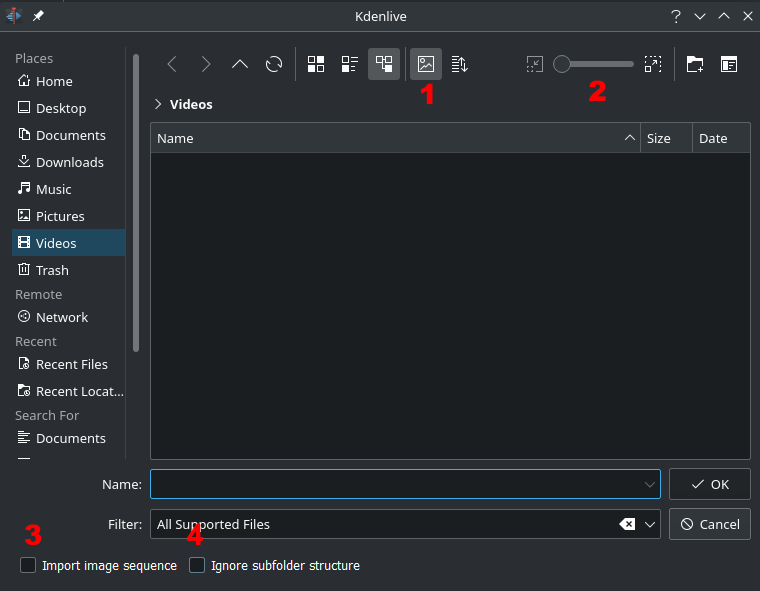 Kdenlive
Places
Home
Desktop
Documents
Downloads
Music
Pictures
Videos
Trash
Remote
Network
Recent
Recent Files
Recent Locat...
Search For
Documents
1
2
Videos
Name Size Date
Name:
OK
Filter: All Supported Files
Cancel
3
4
Import image sequence
Ignore subfolder structure